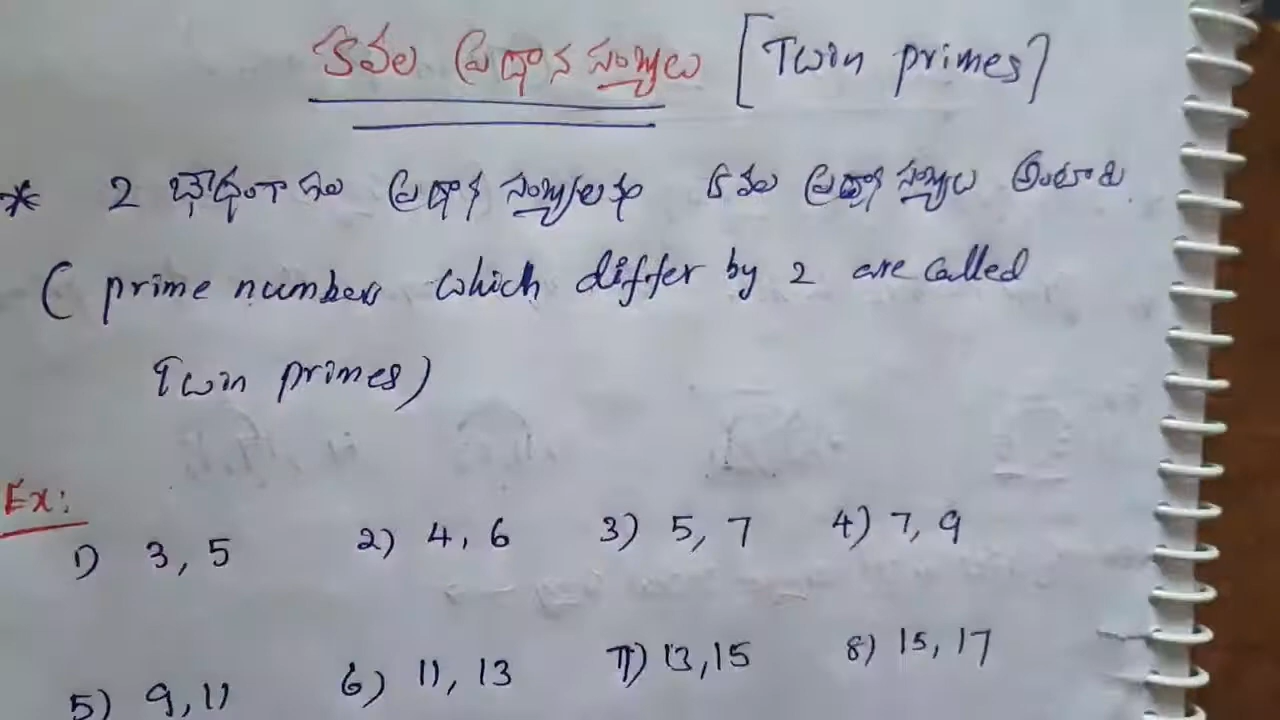 కవల ప్రధాన సంఖ్యలు [Twin primes]
* 2 భేధంగా గల ప్రధాన సంఖ్యలను కవల ప్రధాన సంఖ్యలు అంటారు
( prime numbers which differ by 2 are called
Twin primes)
Ex:
1) 3, 5 2) 4, 6 3) 5, 7 4) 7, 9
5) 9, 11 6) 11, 13 7) 13, 15 8) 15, 17